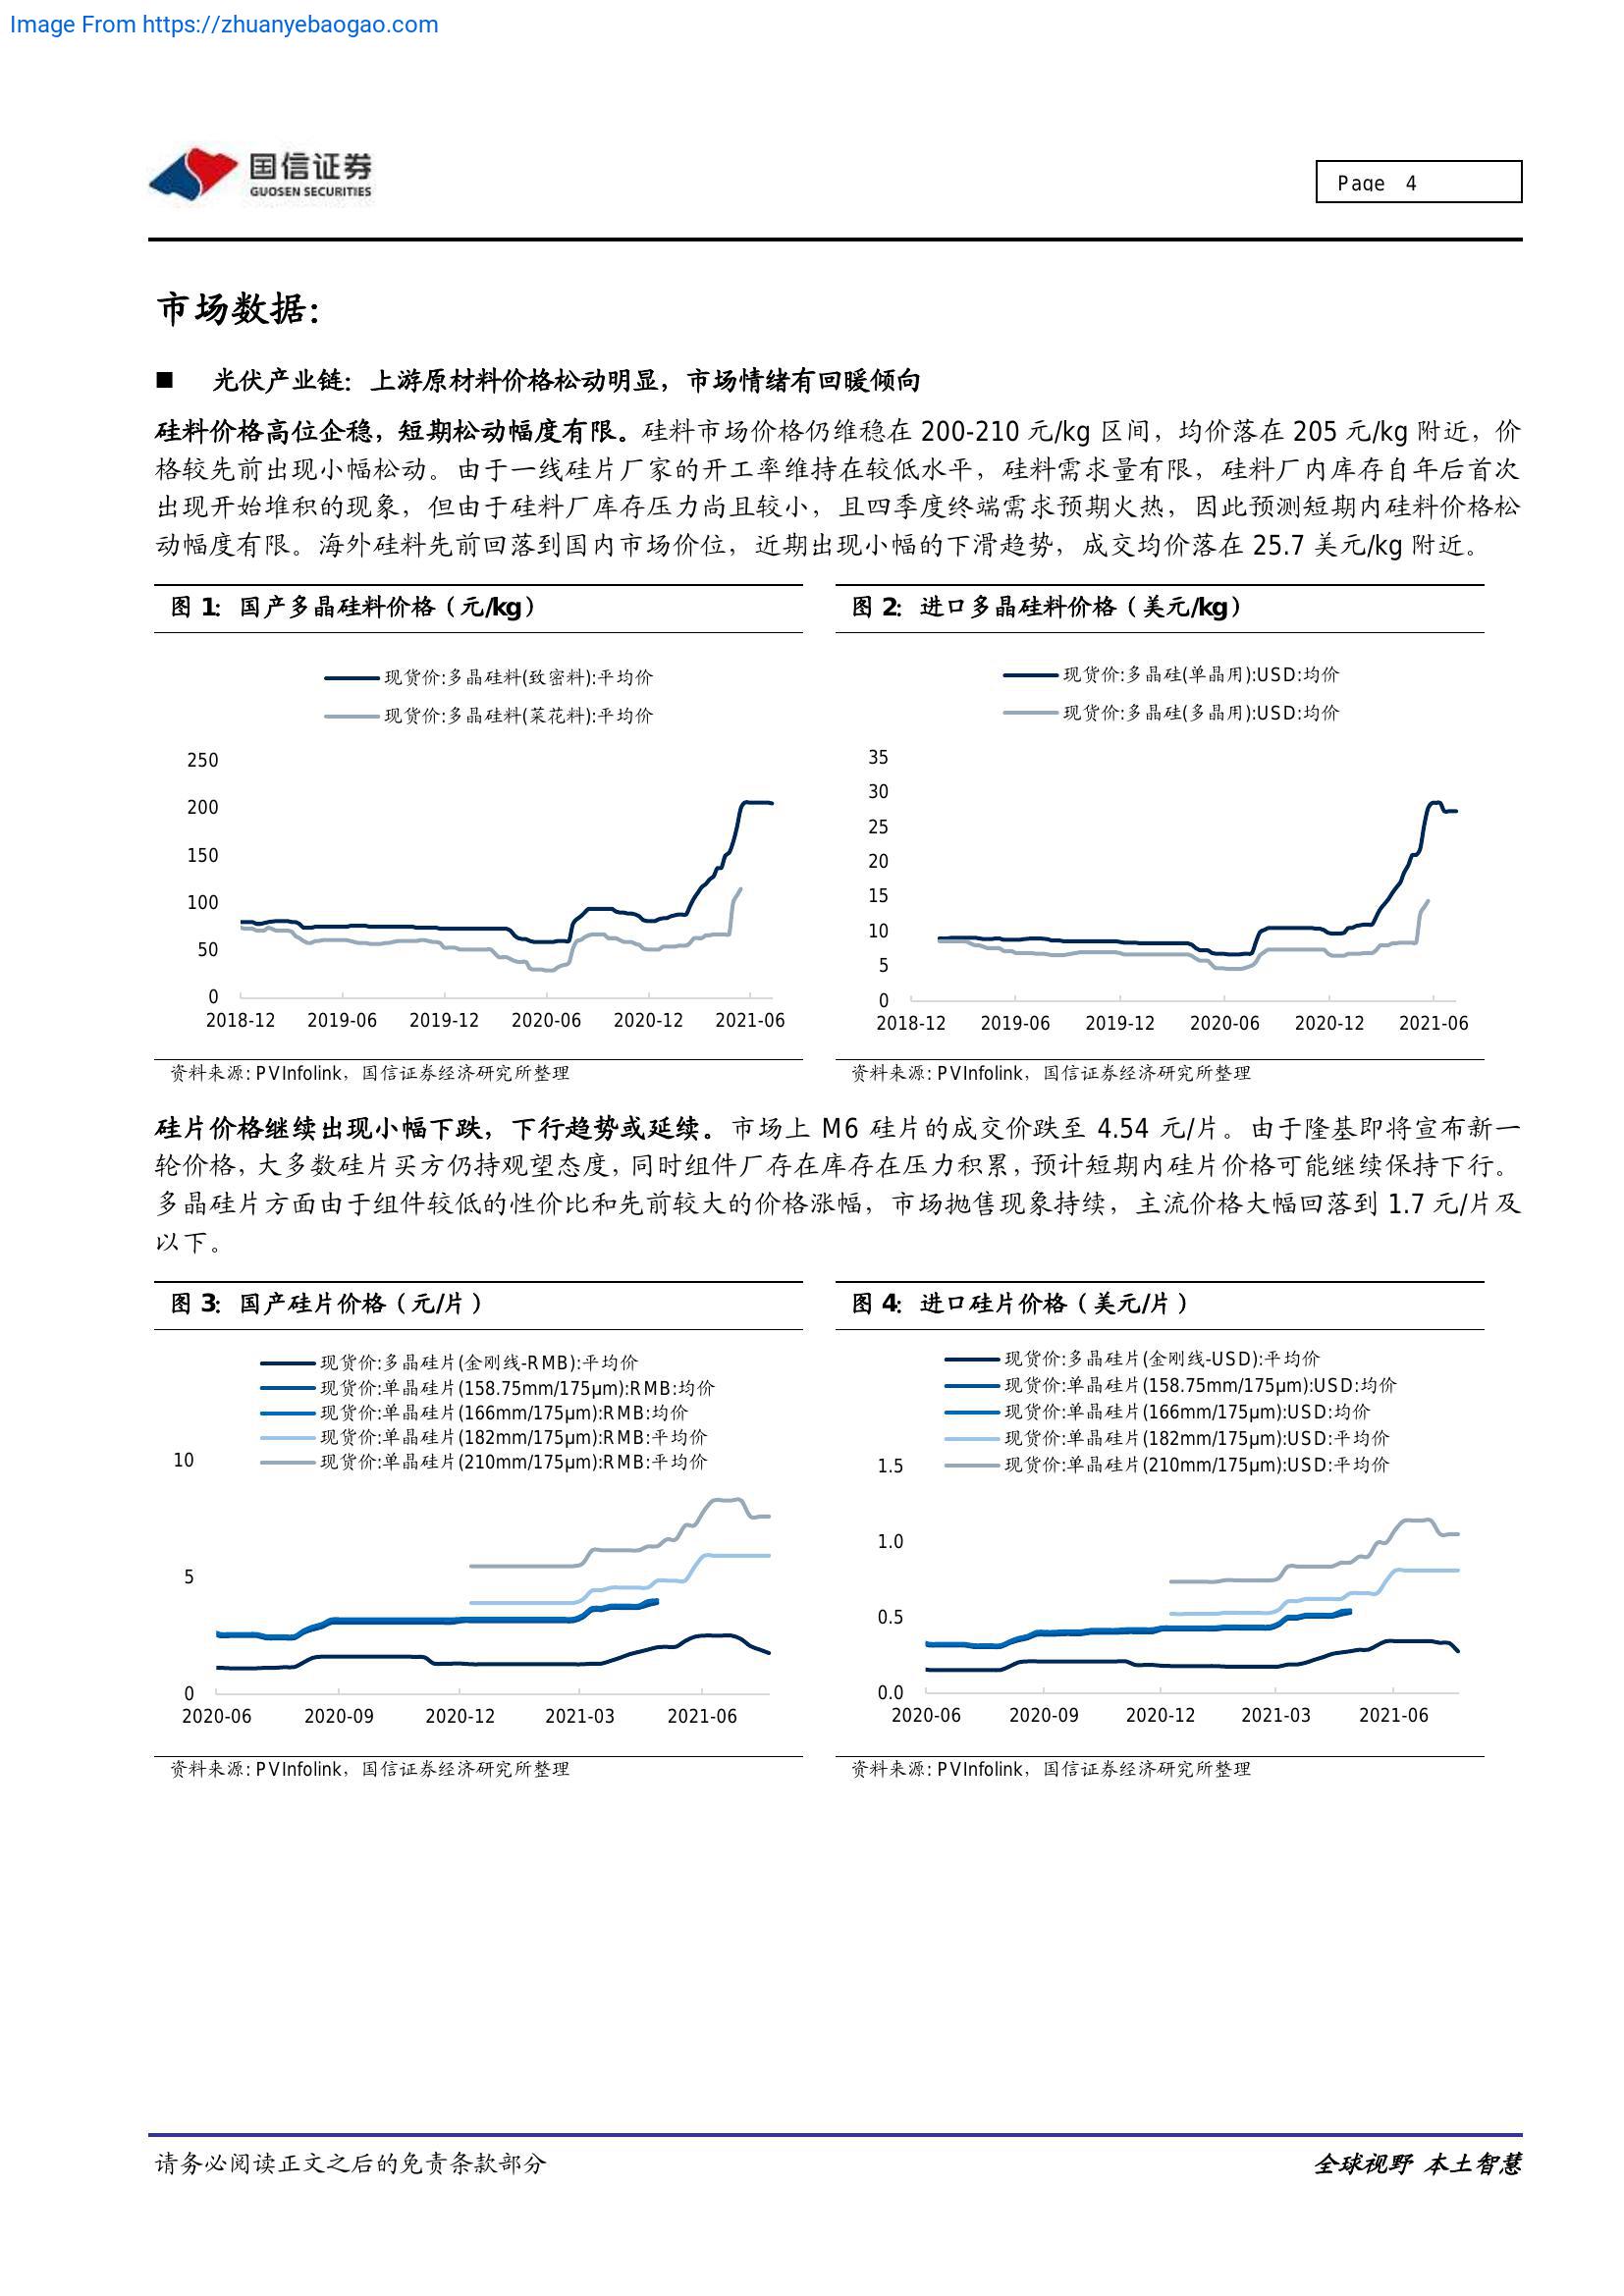 Image From https://zhuanyebaogao.com
国信证券
GUOSEN SECURITIES
Page 4
市场数据：
■ 光伏产业链：上游原材料价格松动明显，市场情绪有回暖倾向
硅料价格高位企稳，短期松动幅度有限。硅料市场价格仍维稳在 200-210 元/kg 区间，均价落在 205 元/kg 附近，价
格较先前出现小幅松动。由于一线硅片厂家的开工率维持在较低水平，硅料需求量有限，硅料厂内库存自年后首次
出现开始堆积的现象，但由于硅料厂库存压力尚且较小，且四季度终端需求预期火热，因此预测短期内硅料价格松
动幅度有限。海外硅料先前回落到国内市场价位，近期出现小幅的下滑趋势，成交均价落在 25.7 美元/kg 附近。
图 1：国产多晶硅料价格（元/kg）
现货价:多晶硅料(致密料):平均价
现货价:多晶硅料(菜花料):平均价
250
200
150
100
50
0
2018-12 2019-06 2019-12 2020-06 2020-12 2021-06
资料来源: PVInfolink，国信证券经济研究所整理
图 2：进口多晶硅料价格（美元/kg）
现货价:多晶硅(单晶用):USD:均价
现货价:多晶硅(多晶用):USD:均价
35
30
25
20
15
10
5
0
2018-12 2019-06 2019-12 2020-06 2020-12 2021-06
资料来源: PVInfolink，国信证券经济研究所整理
硅片价格继续出现小幅下跌，下行趋势或延续。市场上 M6 硅片的成交价跌至 4.54 元/片。由于隆基即将宣布新一
轮价格，大多数硅片买方仍持观望态度，同时组件厂存在库存在压力积累，预计短期内硅片价格可能继续保持下行。
多晶硅片方面由于组件较低的性价比和先前较大的价格涨幅，市场抛售现象持续，主流价格大幅回落到 1.7 元/片及
以下。
图 3：国产硅片价格（元/片）
现货价:多晶硅片(金刚线-RMB):平均价
现货价:单晶硅片(158.75mm/175μm):RMB:均价
现货价:单晶硅片(166mm/175μm):RMB:均价
现货价:单晶硅片(182mm/175μm):RMB:平均价
现货价:单晶硅片(210mm/175μm):RMB:平均价
10
5
0
2020-06 2020-09 2020-12 2021-03 2021-06
资料来源: PVInfolink，国信证券经济研究所整理
图 4：进口硅片价格（美元/片）
现货价:多晶硅片(金刚线-USD):平均价
现货价:单晶硅片(158.75mm/175μm):USD:均价
现货价:单晶硅片(166mm/175μm):USD:均价
现货价:单晶硅片(182mm/175μm):USD:平均价
现货价:单晶硅片(210mm/175μm):USD:平均价
1.5
1.0
0.5
0.0
2020-06 2020-09 2020-12 2021-03 2021-06
资料来源: PVInfolink，国信证券经济研究所整理
请务必阅读正文之后的免责条款部分
全球视野 本土智慧